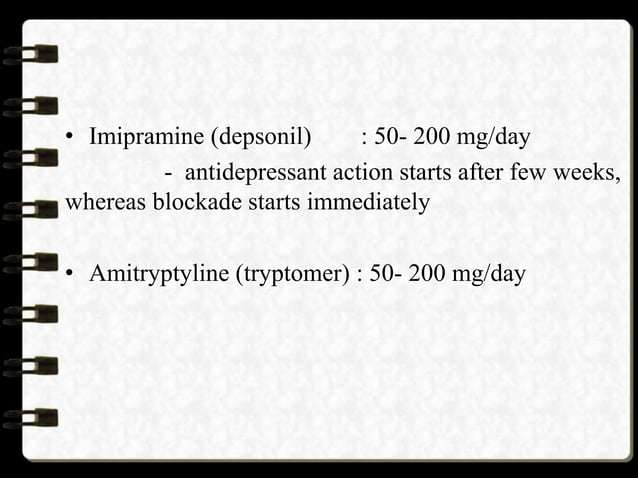 • Imipramine (depsonil) : 50- 200 mg/day
- antidepressant action starts after few weeks,
whereas blockade starts immediately
• Amitryptyline (tryptomer) : 50- 200 mg/day